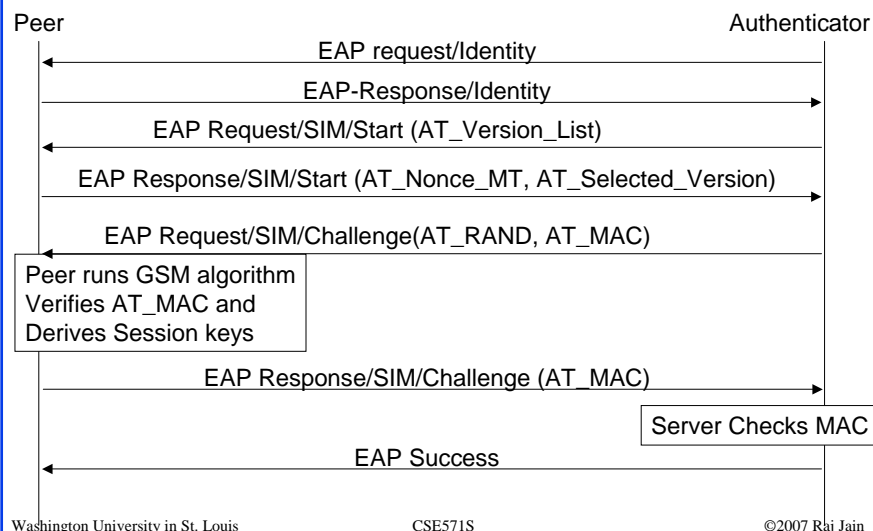 Peer
Authenticator
EAP request/Identity
EAP-Response/Identity
EAP Request/SIM/Start (AT_Version_List)
EAP Response/SIM/Start (AT_Nonce_MT, AT_Selected_Version)
EAP Request/SIM/Challenge(AT_RAND, AT_MAC)
Peer runs GSM algorithm
Verifies AT_MAC and
Derives Session keys
EAP Response/SIM/Challenge (AT_MAC)
Server Checks MAC
EAP Success
Washington University in St. Louis
CSE571S
©2007 Raj Jain